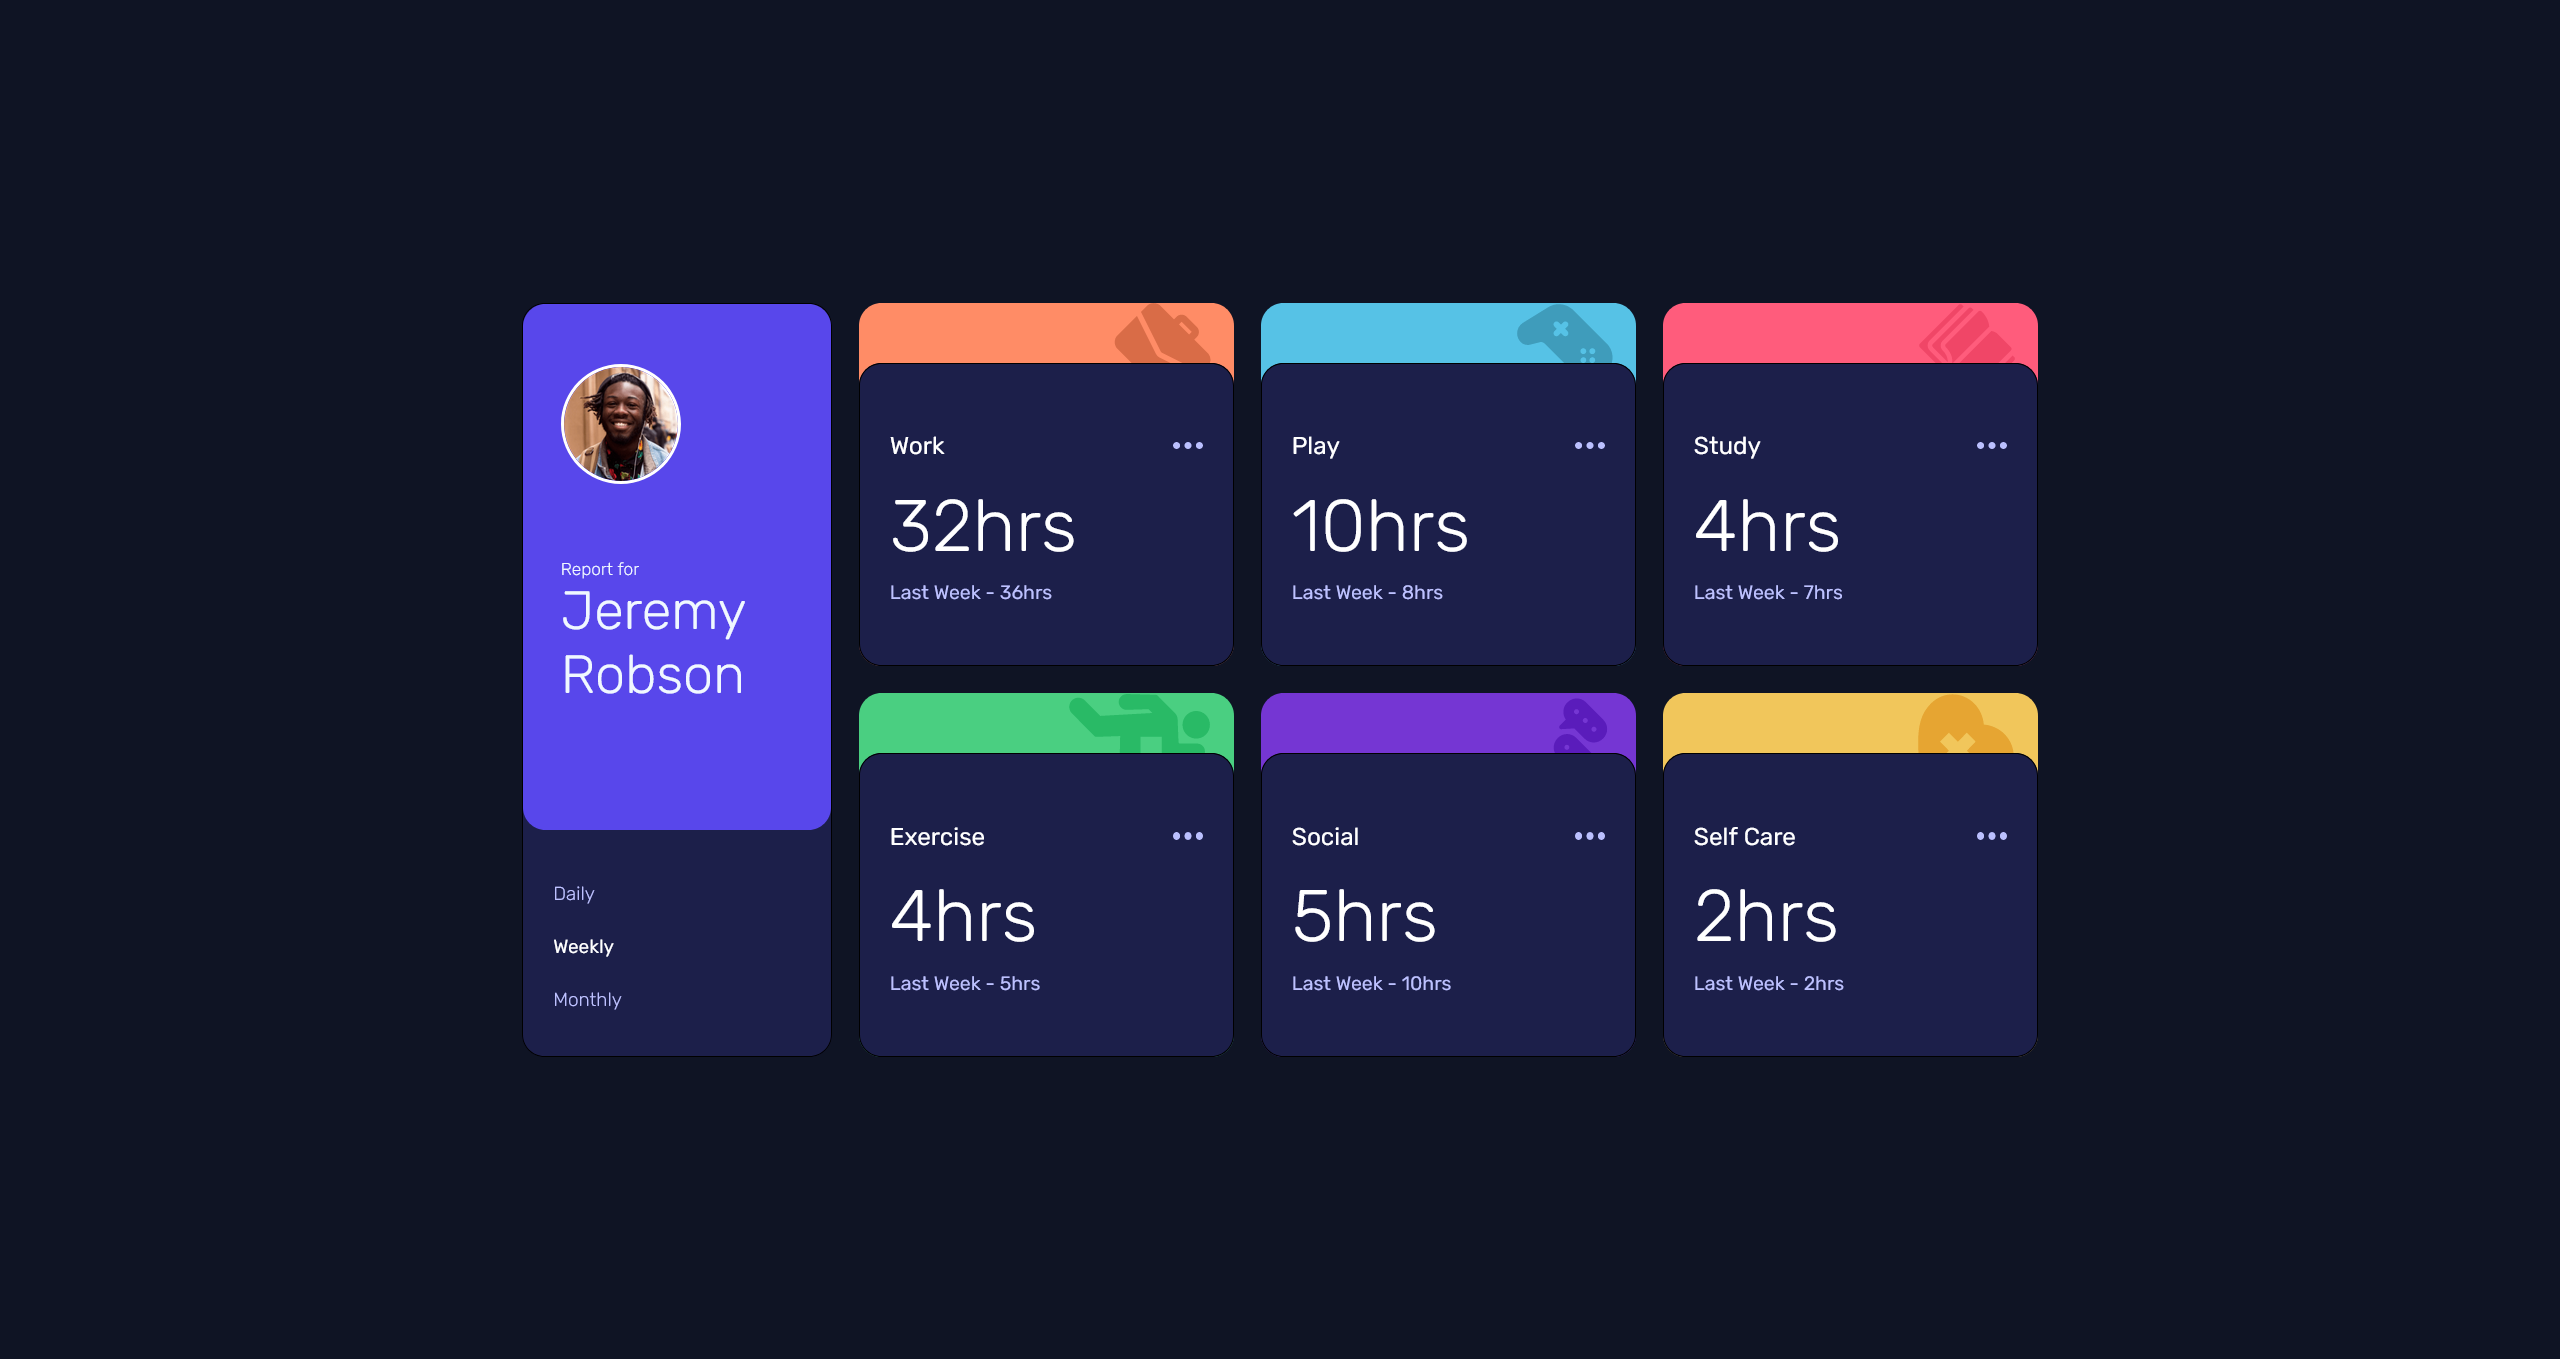 Report for
Jeremy
Robson
Daily
Weekly
Monthly
Work
32hrs
Last Week - 36hrs
Play
10hrs
Last Week - 8hrs
Study
4hrs
Last Week - 7hrs
Exercise
4hrs
Last Week - 5hrs
Social
5hrs
Last Week - 10hrs
Self Care
2hrs
Last Week - 2hrs